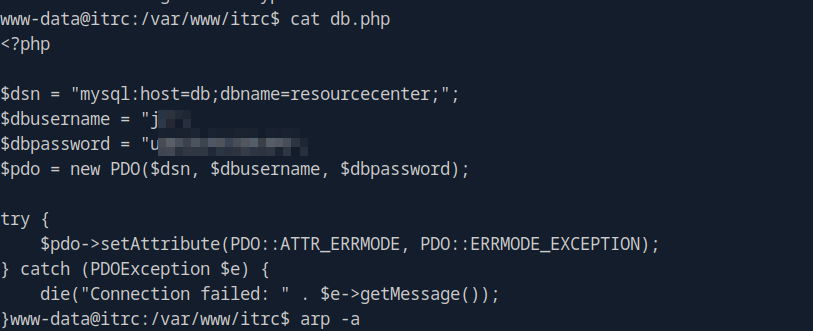 www-data@itrc:/var/www/itrc$ cat db.php
<?php
$dsn = "mysql:host=db;dbname=resourcecenter;";
$dbusername = "j
$dbpassword = "u
$pdo = new PDO($dsn, $dbusername, $dbpassword);
try {
    $pdo->setAttribute(PDO::ATTR_ERRMODE, PDO::ERRMODE_EXCEPTION);
} catch (PDOException $e) {
    die("Connection failed: " . $e->getMessage());
}www-data@itrc:/var/www/itrc$ arp -a